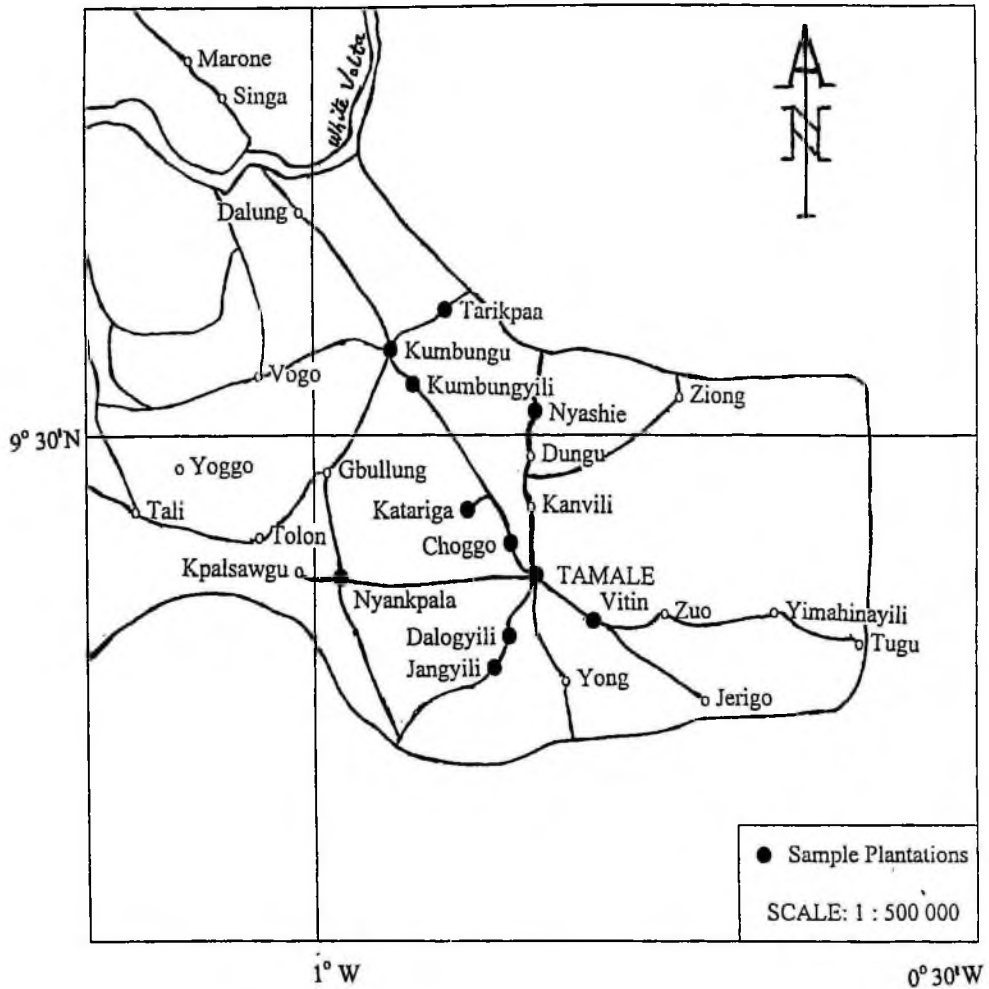 Marone
Singa
White Volta
N
Dalung
Tarikpaa
Kumbungu
Vogo
Kumbungyili
Ziong
Nyashie
9° 30'N
Dungu
Yoggo
Gbullung
Tali
Katariga
Kanvili
Tolon
Choggo
Kpalsawgu
TAMALE
Nyankpala
Vitin
Zuo
Yimahinayili
Dalogyili
Tugu
Jangyili
Yong
Jerigo
Sample Plantations
SCALE: 1 : 500 000
1° W
0° 30'W